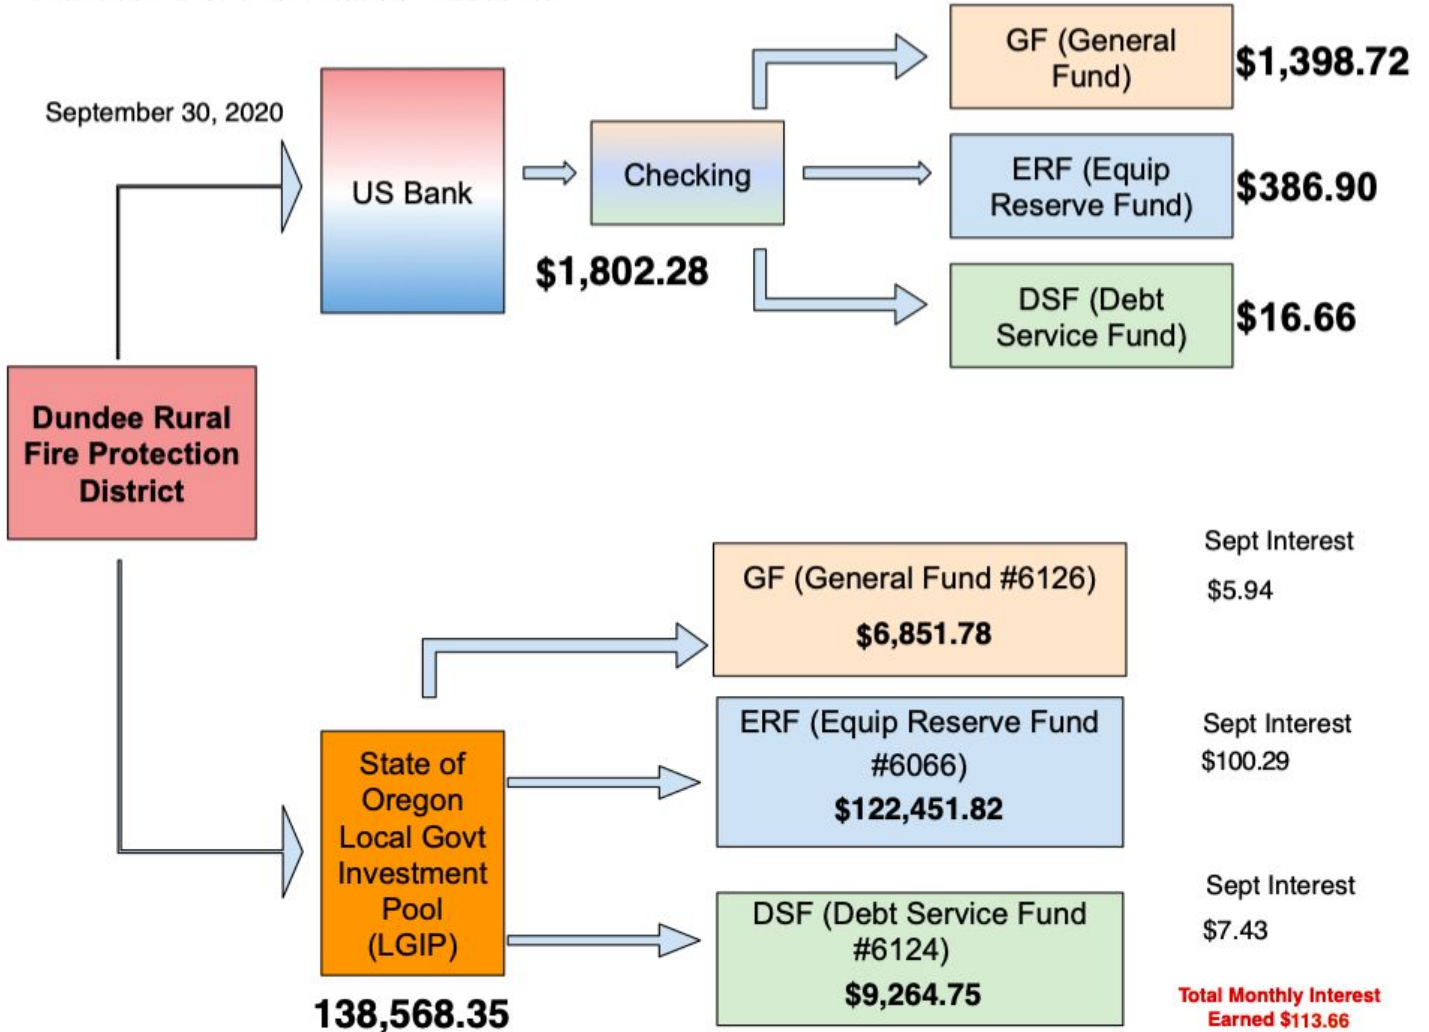 September 30, 2020
US Bank
Checking
$1,802.28
GF (General
Fund)
$1,398.72
ERF (Equip
Reserve Fund)
$386.90
DSF (Debt
Service Fund)
$16.66
Dundee Rural
Fire Protection
District
State of
Oregon
Local Govt
Investment
Pool
(LGIP)
138,568.35
GF (General Fund #6126)
$6,851.78
Sept Interest
$5.94
ERF (Equip Reserve Fund
#6066)
$122,451.82
Sept Interest
$100.29
DSF (Debt Service Fund
#6124)
$9,264.75
Sept Interest
$7.43
Total Monthly Interest
Earned $113.66